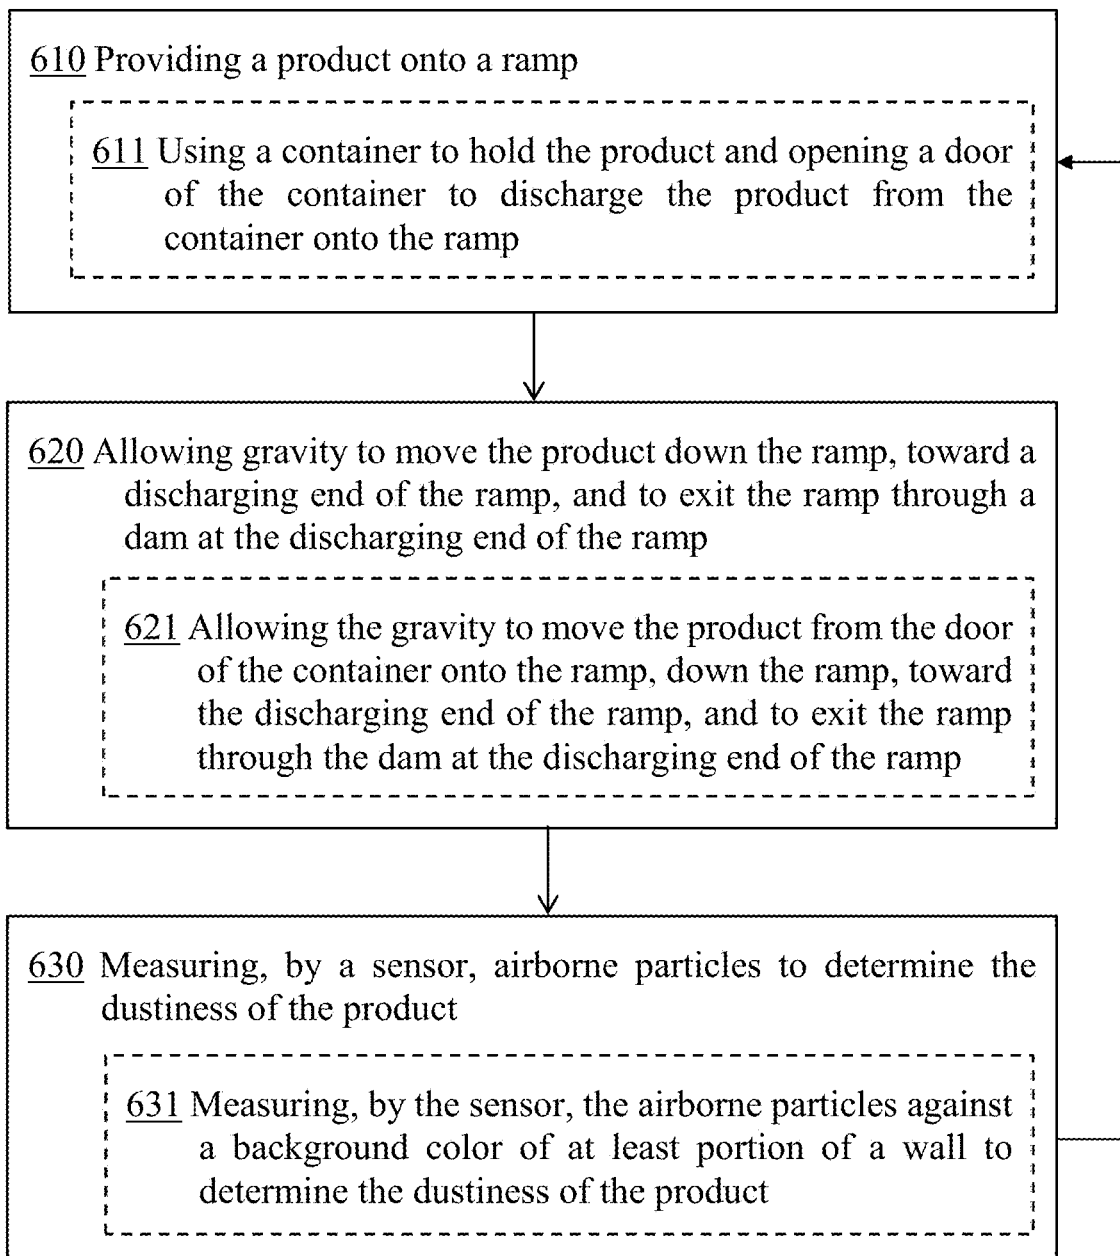 610 Providing a product onto a ramp
611 Using a container to hold the product and opening a door
of the container to discharge the product from the
container onto the ramp
620 Allowing gravity to move the product down the ramp, toward a
discharging end of the ramp, and to exit the ramp through a
dam at the discharging end of the ramp
621 Allowing the gravity to move the product from the door
of the container onto the ramp, down the ramp, toward
the discharging end of the ramp, and to exit the ramp
through the dam at the discharging end of the ramp
630 Measuring, by a sensor, airborne particles to determine the
dustiness of the product
631 Measuring, by the sensor, the airborne particles against
a background color of at least portion of a wall to
determine the dustiness of the product